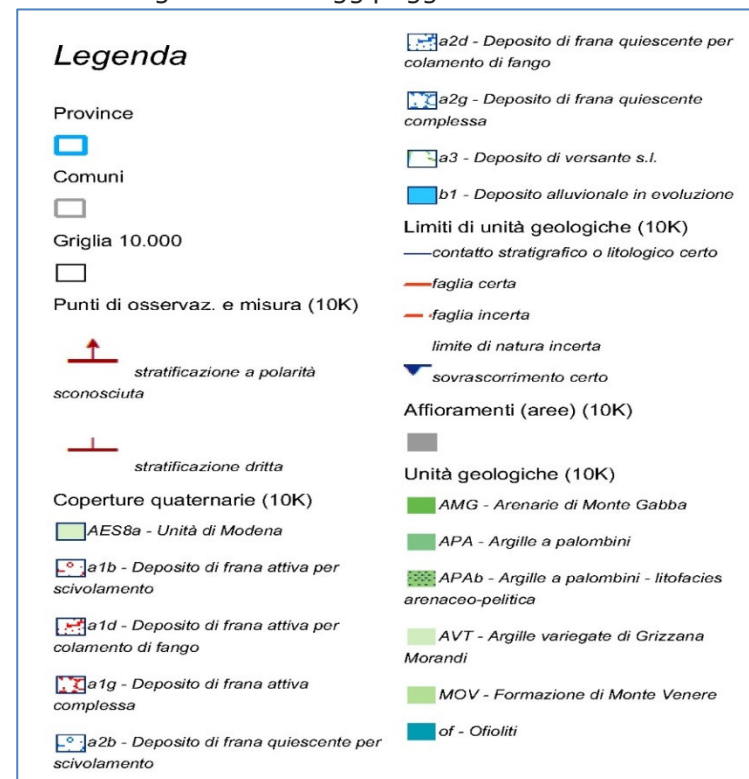 Legenda
Province
Comuni
Griglia 10.000
Punti di osservaz. e misura (10K)
stratificazione a polarità
sconosciuta
stratificazione dritta
Coperture quaternarie (10K)
AES8a - Unità di Modena
a1b - Deposito di frana attiva per
scivolamento
a1d - Deposito di frana attiva per
colamento di fango
a1g - Deposito di frana attiva
complessa
a2b - Deposito di frana quiescente per
scivolamento
a2d - Deposito di frana quiescente per
colamento di fango
a2g - Deposito di frana quiescente
complessa
a3 - Deposito di versante s.l.
b1 - Deposito alluvionale in evoluzione
Limiti di unità geologiche (10K)
contatto stratigrafico o litologico certo
faglia certa
faglia incerta
limite di natura incerta
sovrascorrimento certo
Affioramenti (aree) (10K)
Unità geologiche (10K)
AMG - Arenarie di Monte Gabba
APA - Argille a palombini
APAb - Argille a palombini - litofacies
arenaceo-pelitica
AVT - Argille variegate di Grizzana
Morandi
MOV - Formazione di Monte Venere
of - Ofioliti